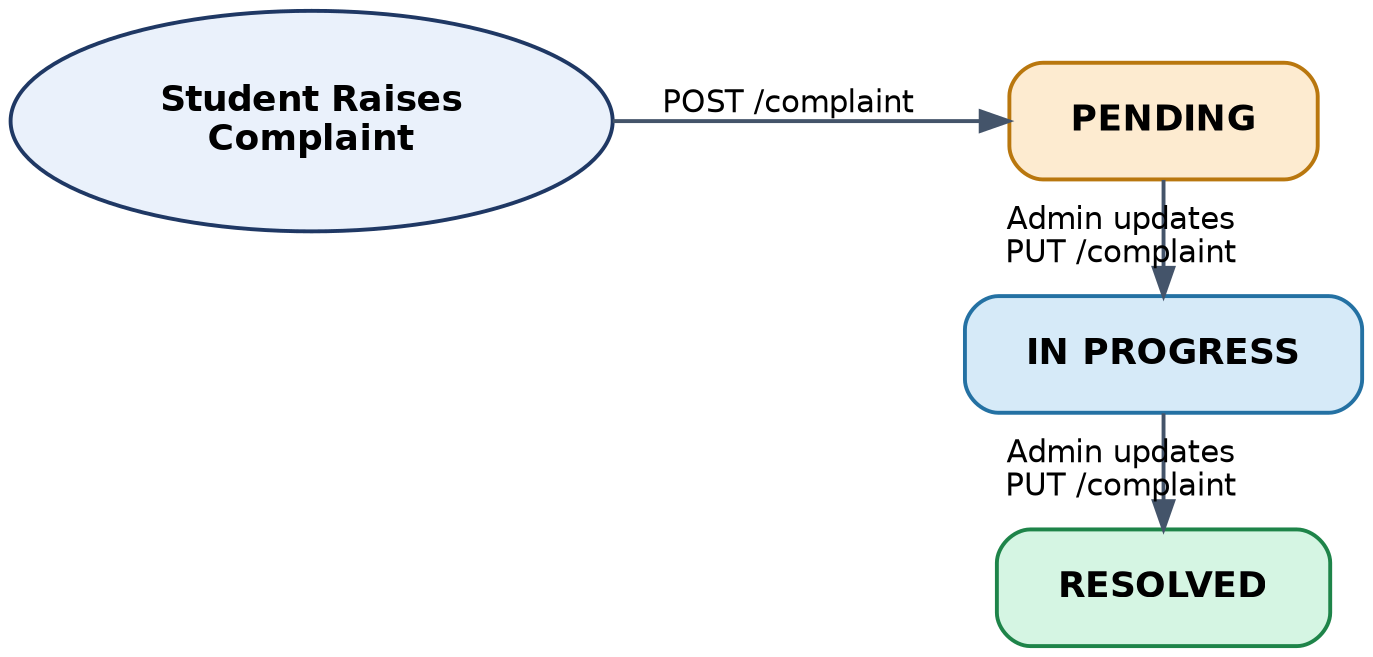 Student Raises
Complaint
POST /complaint
PENDING
Admin updates
PUT /complaint
IN PROGRESS
Admin updates
PUT /complaint
RESOLVED